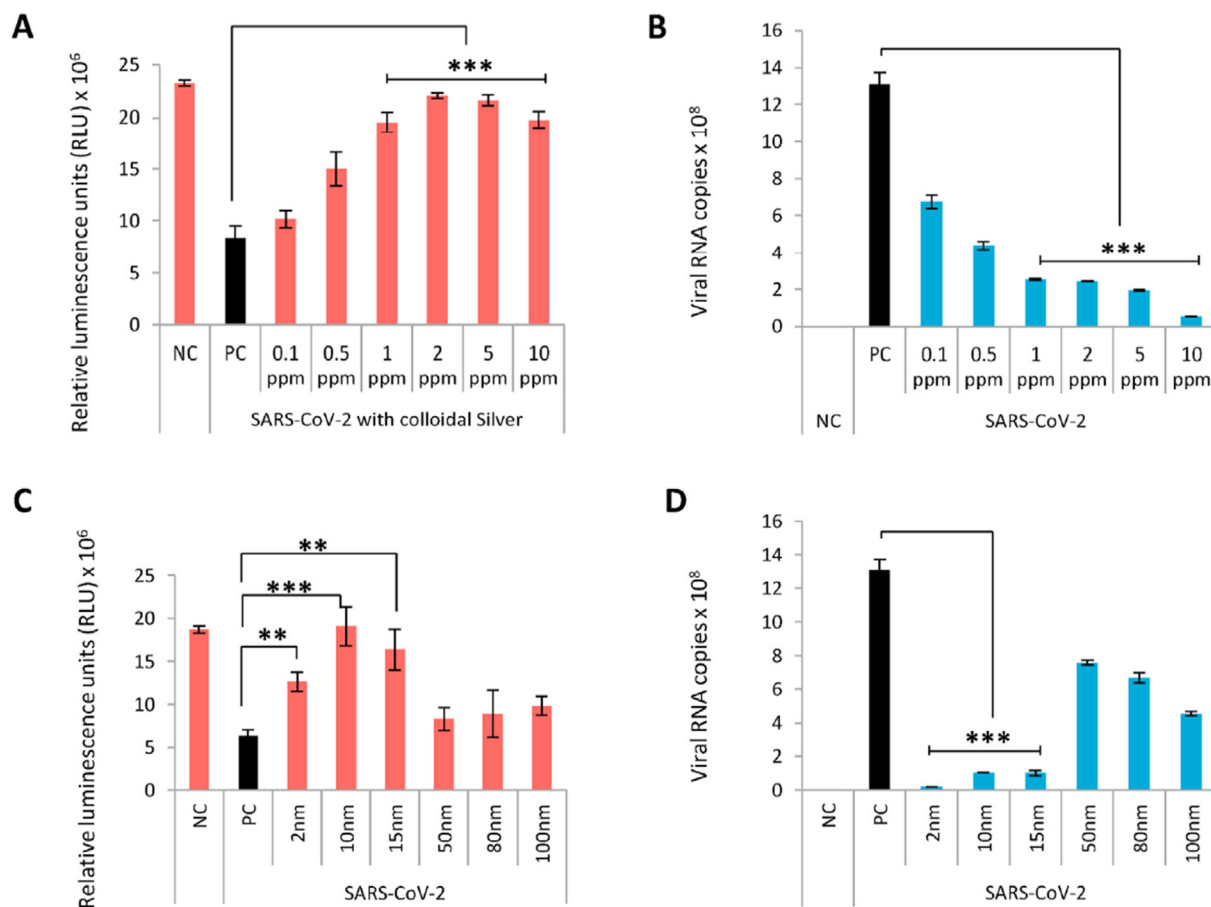 A
Relative luminescence units (RLU) x 10⁶
25
20
15
10
5
0
***
NC PC 0.1 ppm 0.5 ppm 1 ppm 2 ppm 5 ppm 10 ppm
SARS-CoV-2 with colloidal Silver
B
Viral RNA copies x 10⁸
16
14
12
10
8
6
4
2
0
***
PC 0.1 ppm 0.5 ppm 1 ppm 2 ppm 5 ppm 10 ppm
NC SARS-CoV-2
C
Relative luminescence units (RLU) x 10⁶
25
20
15
10
5
0
**
***
**
NC PC 2nm 10nm 15nm 50nm 80nm 100nm
SARS-CoV-2
D
Viral RNA copies x 10⁸
16
14
12
10
8
6
4
2
0
***
NC PC 2nm 10nm 15nm 50nm 80nm 100nm
SARS-CoV-2